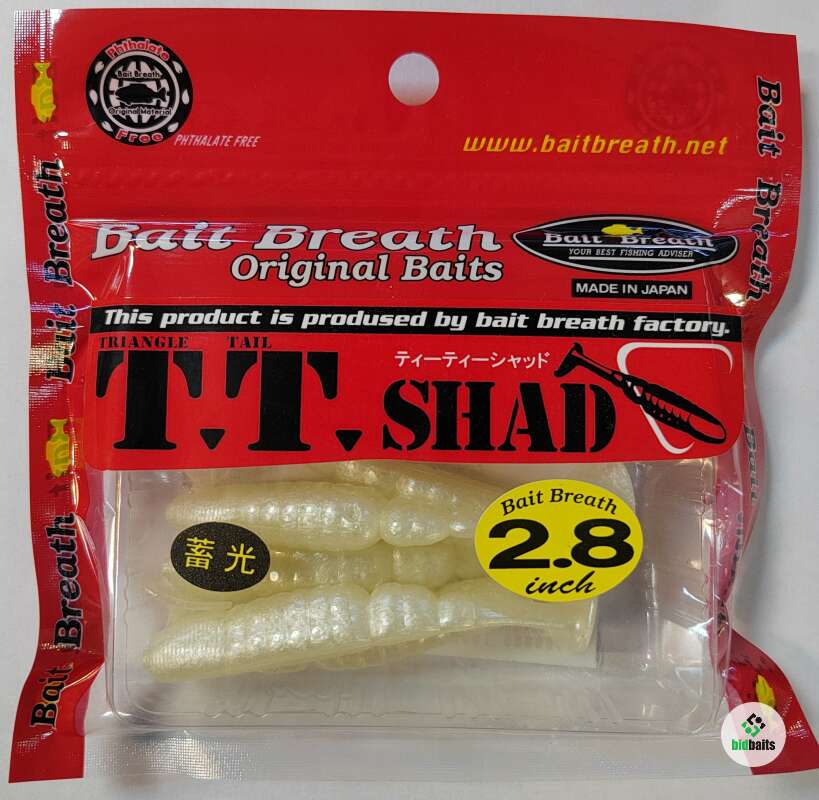 Phthalate
Bait Breath
Original Material
Free
PHTHALATE FREE
www.baitbreath.net
Bait Breath
Original Baits
Bait Breath
YOUR BEST FISHING ADVISER
MADE IN JAPAN
This product is prodused by bait breath factory.
TRIANGLE TAIL
T.T. SHAD
ティーティーシャッド
Bait Breath
2.8
inch
蓄光
Bait Breath
Bait Breath
Bait Breath
bidbaits